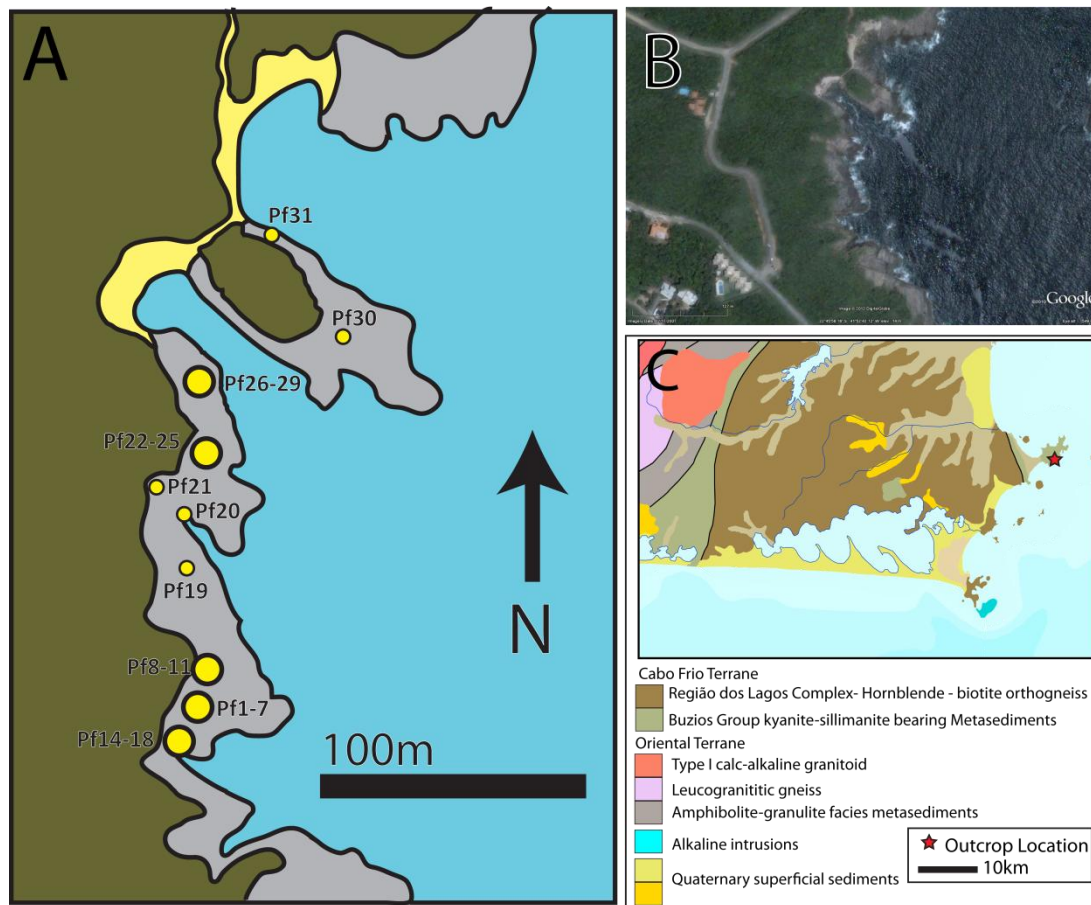 A
Pf31
Pf30
Pf26-29
Pf22-25
Pf21
Pf20
Pf19
Pf8-11
Pf1-7
Pf14-18
N
100m
B
Google
C
Cabo Frio Terrane
Região dos Lagos Complex- Hornblende - biotite orthogneiss
Buzios Group kyanite-sillimanite bearing Metasediments
Oriental Terrane
Type I calc-alkaline granitoid
Leucogranititic gneiss
Amphibolite-granulite facies metasediments
Alkaline intrusions
Quaternary superficial sediments
Outcrop Location
10km